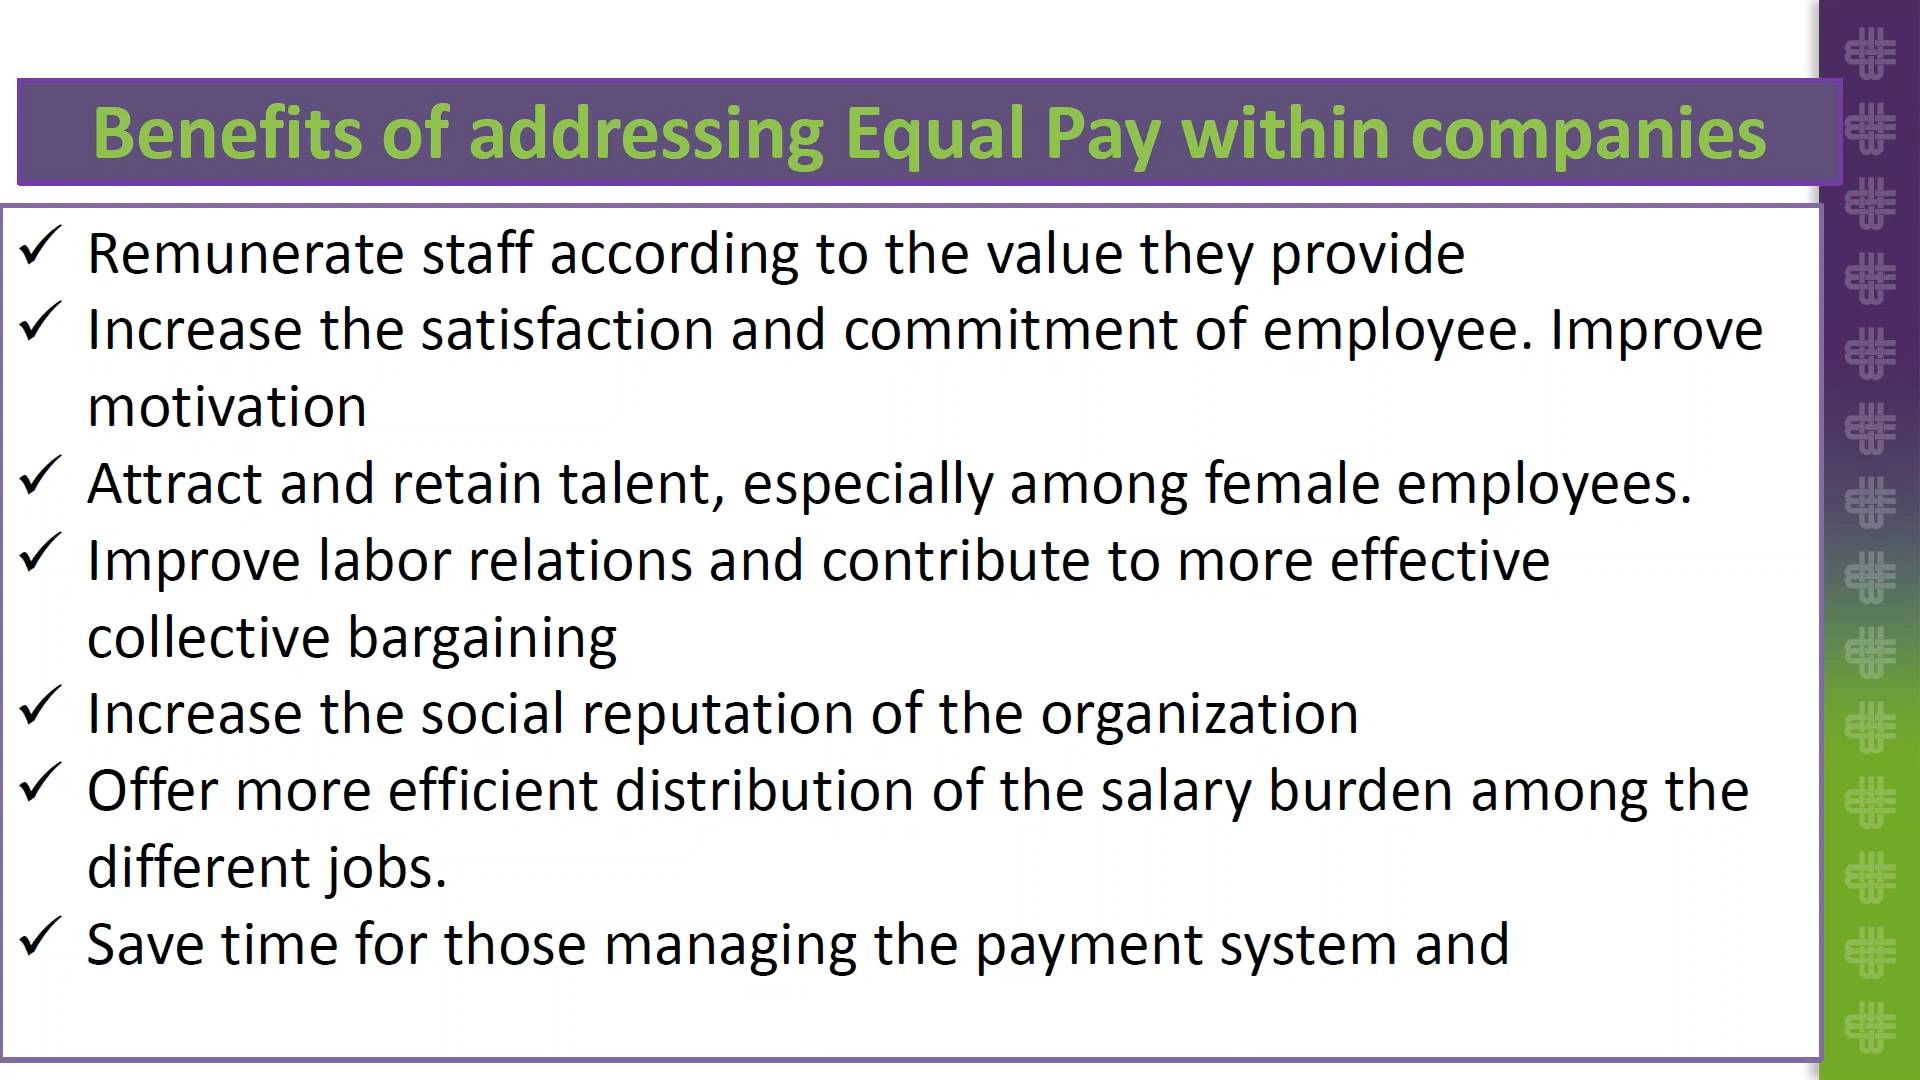 Benefits of addressing Equal Pay within companies
✓ Remunerate staff according to the value they provide
✓ Increase the satisfaction and commitment of employee. Improve
motivation
✓ Attract and retain talent, especially among female employees.
✓ Improve labor relations and contribute to more effective
collective bargaining
✓ Increase the social reputation of the organization
✓ Offer more efficient distribution of the salary burden among the
different jobs.
✓ Save time for those managing the payment system and